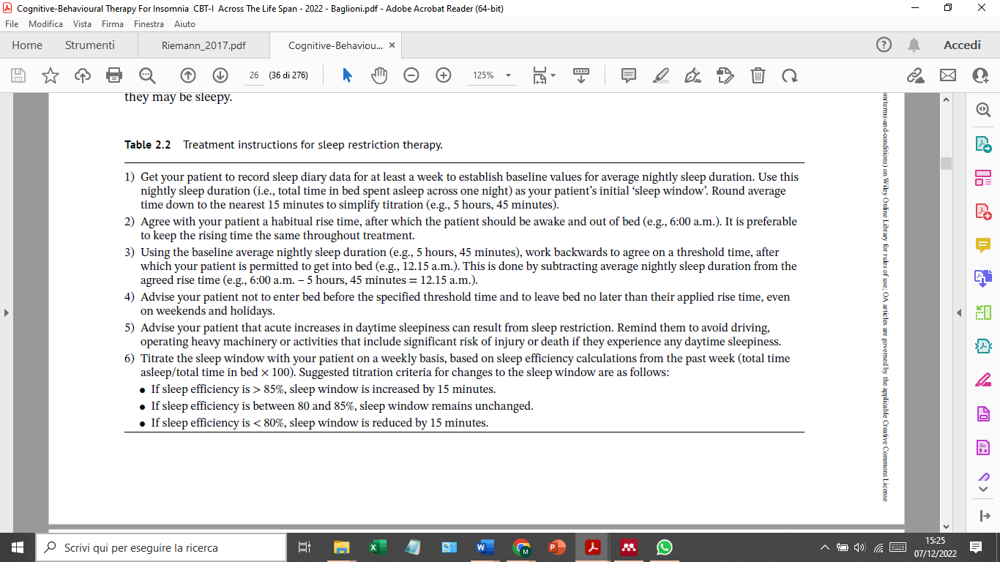 Cognitive-Behavioural Therapy For Insomnia CBT-I Across The Life Span - 2022 - Baglioni.pdf - Adobe Acrobat Reader (64-bit)
File Modifica Vista Firma Finestra Aiuto
Home Strumenti Riemann_2017.pdf Cognitive-Behaviou... × Accedi
26 (36 di 276) 125%
they may be sleepy.
Table 2.2 Treatment instructions for sleep restriction therapy.
1) Get your patient to record sleep diary data for at least a week to establish baseline values for average nightly sleep duration. Use this
nightly sleep duration (i.e., total time in bed spent asleep across one night) as your patient's initial ‘sleep window’. Round average
time down to the nearest 15 minutes to simplify titration (e.g., 5 hours, 45 minutes).
2) Agree with your patient a habitual rise time, after which the patient should be awake and out of bed (e.g., 6:00 a.m.). It is preferable
to keep the rising time the same throughout treatment.
3) Using the baseline average nightly sleep duration (e.g., 5 hours, 45 minutes), work backwards to agree on a threshold time, after
which your patient is permitted to get into bed (e.g., 12.15 a.m.). This is done by subtracting average nightly sleep duration from the
agreed rise time (e.g., 6:00 a.m. – 5 hours, 45 minutes = 12.15 a.m.).
4) Advise your patient not to enter bed before the specified threshold time and to leave bed no later than their applied rise time, even
on weekends and holidays.
5) Advise your patient that acute increases in daytime sleepiness can result from sleep restriction. Remind them to avoid driving,
operating heavy machinery or activities that include significant risk of injury or death if they experience any daytime sleepiness.
6) Titrate the sleep window with your patient on a weekly basis, based on sleep efficiency calculations from the past week (total time
asleep/total time in bed × 100). Suggested titration criteria for changes to the sleep window are as follows:
● If sleep efficiency is > 85%, sleep window is increased by 15 minutes.
● If sleep efficiency is between 80 and 85%, sleep window remains unchanged.
● If sleep efficiency is < 80%, sleep window is reduced by 15 minutes.
m/terms-and-conditions) on Wiley Online Library for rules of use; OA articles are governed by the applicable Creative Commons License
Scrivi qui per eseguire la ricerca
15:25
07/12/2022